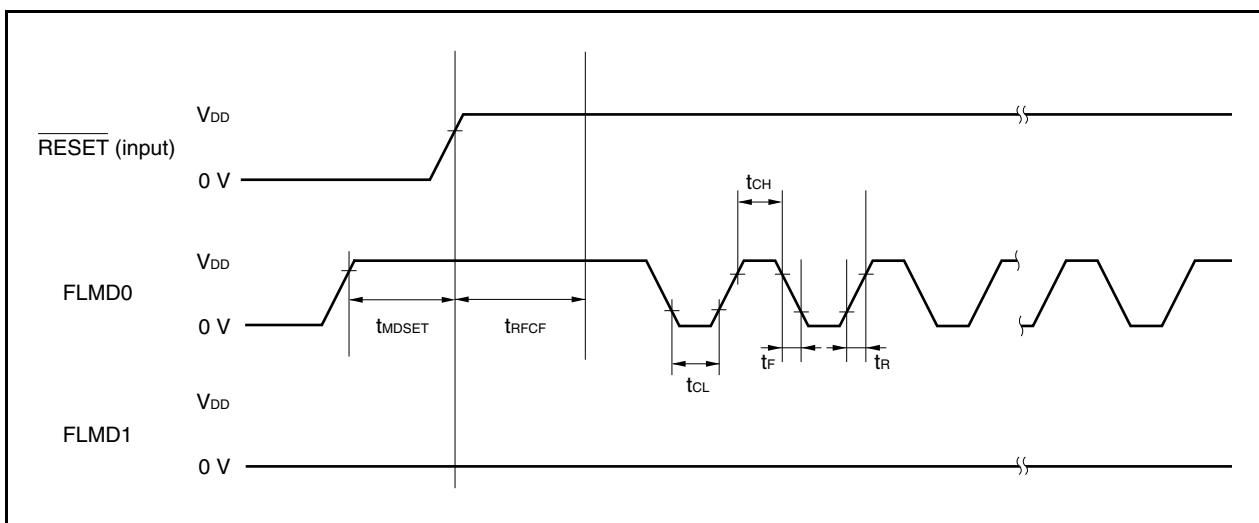 VDD
RESET (input)
0 V
tCH
VDD
FLMD0
tMDSET
tRFCF
0 V
tF
tR
tCL
VDD
FLMD1
0 V